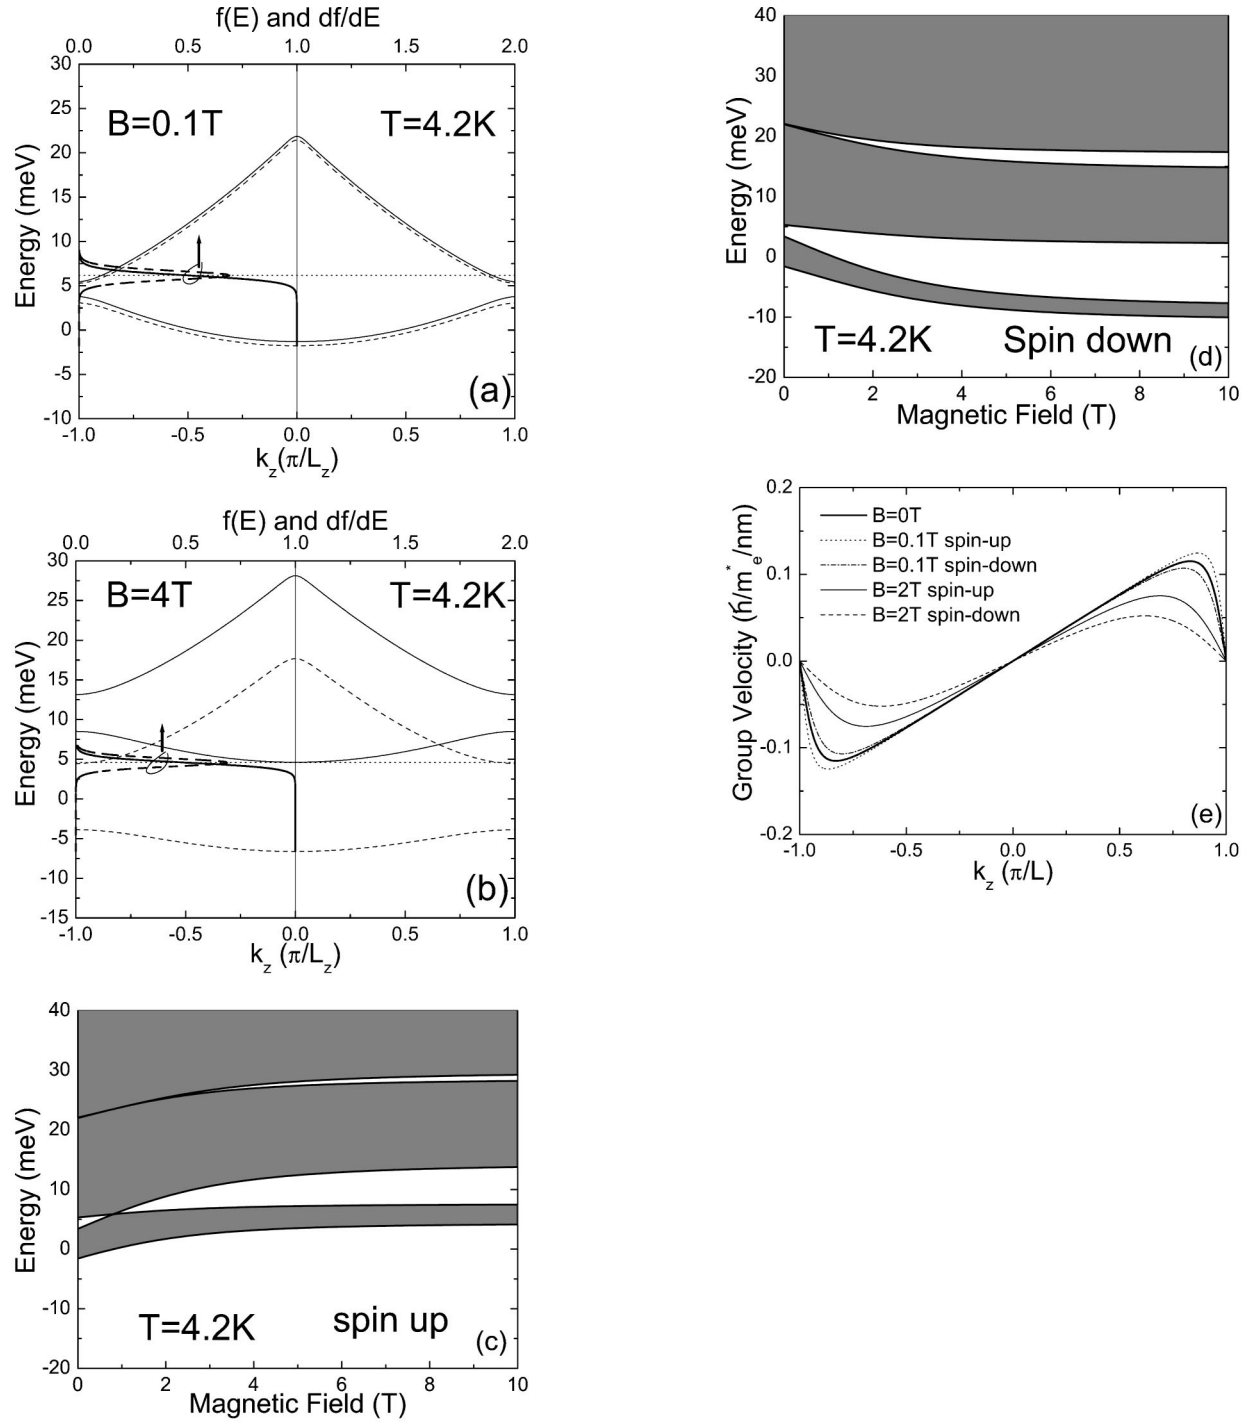 f(E) and df/dE
0.0 0.5 1.0 1.5 2.0
30
25
20
15
10
5
0
-5
-10
Energy (meV)
B=0.1T T=4.2K
(a)
-1.0 -0.5 0.0 0.5 1.0
k_z(π/L_z)
f(E) and df/dE
0.0 0.5 1.0 1.5 2.0
30
25
20
15
10
5
0
-5
-10
-15
Energy (meV)
B=4T T=4.2K
(b)
-1.0 -0.5 0.0 0.5 1.0
k_z (π/L_z)
40
30
20
10
0
-10
-20
Energy (meV)
T=4.2K spin up (c)
0 2 4 6 8 10
Magnetic Field (T)
40
30
20
10
0
-10
-20
Energy (meV)
T=4.2K Spin down (d)
0 2 4 6 8 10
Magnetic Field (T)
0.2
0.1
0.0
-0.1
-0.2
Group Velocity (ħ/m*_e/nm)
B=0T
B=0.1T spin-up
B=0.1T spin-down
B=2T spin-up
B=2T spin-down
(e)
-1.0 -0.5 0.0 0.5 1.0
k_z (π/L)